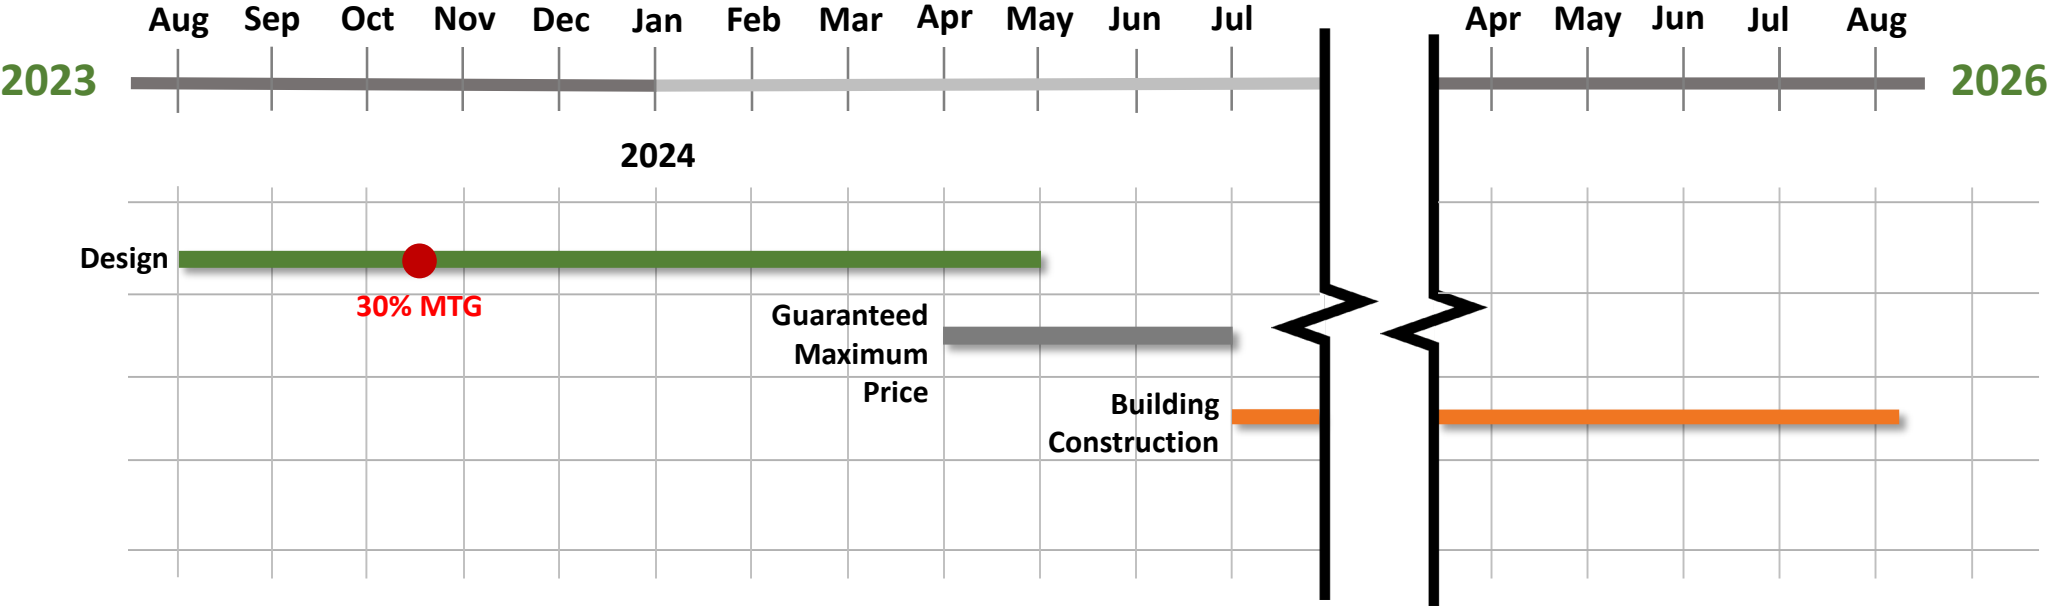 Aug Sep Oct Nov Dec Jan Feb Mar Apr May Jun Jul Apr May Jun Jul Aug
2023 2026
2024
Design
30% MTG
Guaranteed
Maximum
Price
Building
Construction